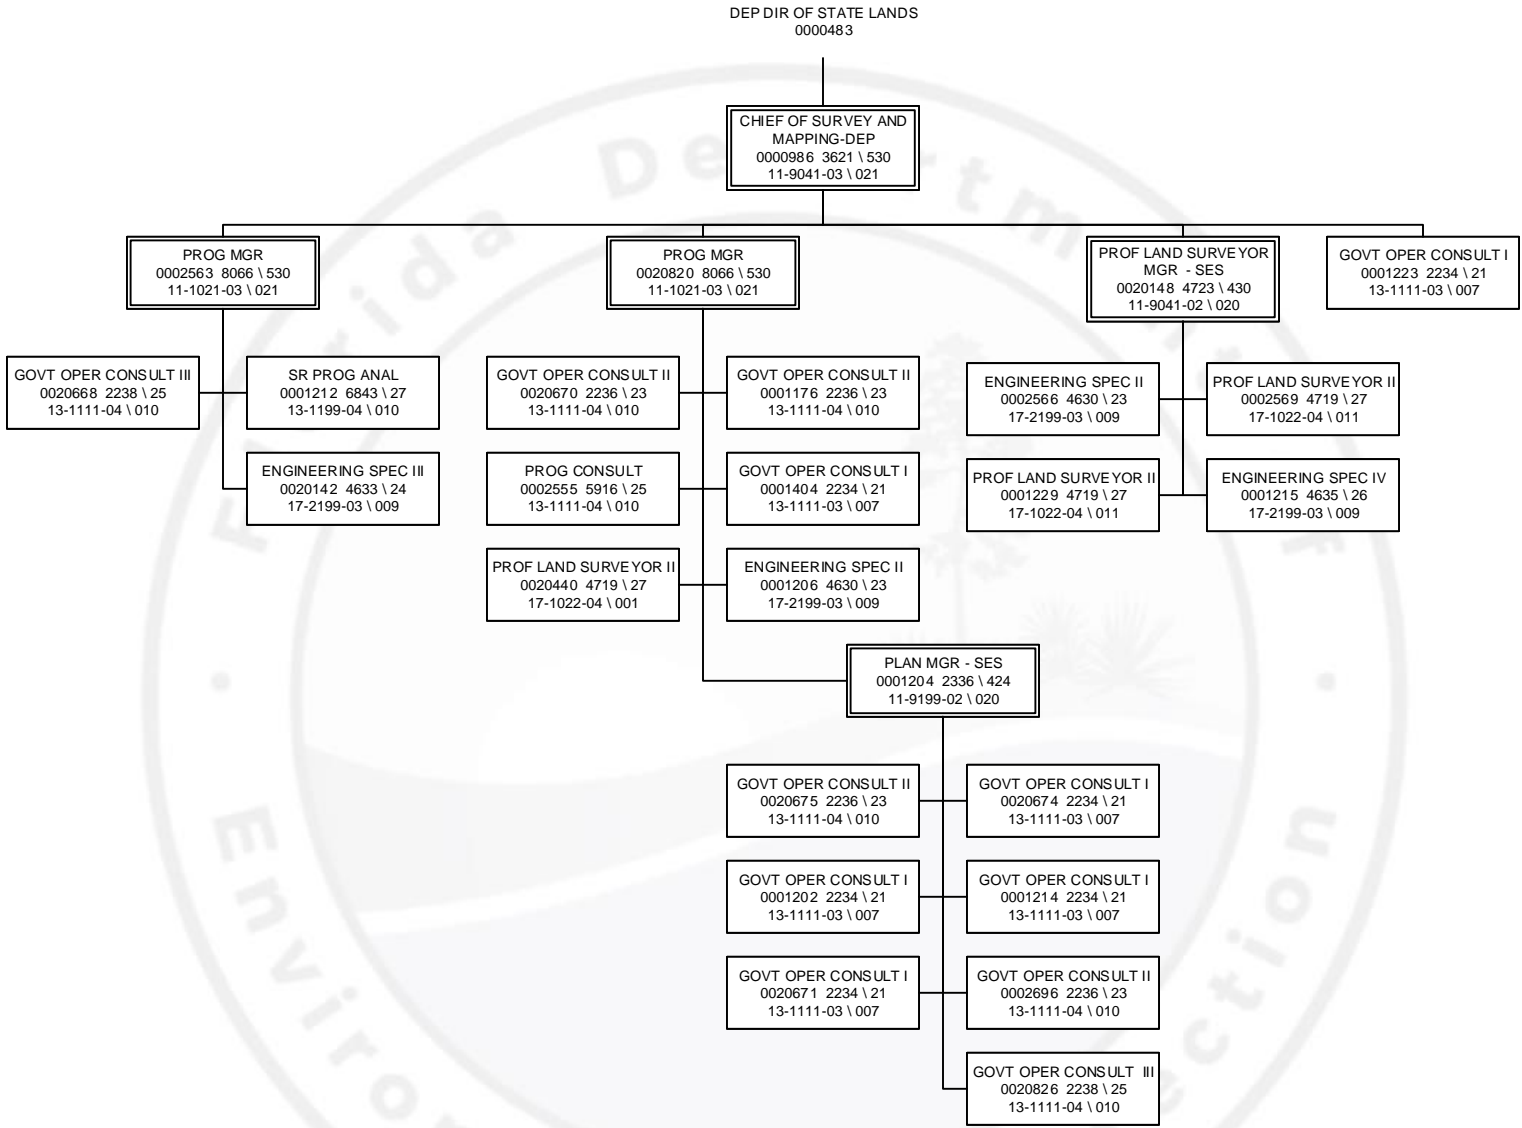 DEP DIR OF STATE LANDS
0000483
CHIEF OF SURVEY AND
MAPPING-DEP
0000986 3621 \ 530
11-9041-03 \ 021
PROG MGR
0002563 8066 \ 530
11-1021-03 \ 021
PROG MGR
0020820 8066 \ 530
11-1021-03 \ 021
PROF LAND SURVEYOR
MGR - SES
0020148 4723 \ 430
11-9041-02 \ 020
GOVT OPER CONSULT I
0001223 2234 \ 21
13-1111-03 \ 007
GOVT OPER CONSULT III
0020668 2238 \ 25
13-1111-04 \ 010
SR PROG ANAL
0001212 6843 \ 27
13-1199-04 \ 010
ENGINEERING SPEC III
0020142 4633 \ 24
17-2199-03 \ 009
GOVT OPER CONSULT II
0020670 2236 \ 23
13-1111-04 \ 010
GOVT OPER CONSULT II
0001176 2236 \ 23
13-1111-04 \ 010
PROG CONSULT
0002555 5916 \ 25
13-1111-04 \ 010
GOVT OPER CONSULT I
0001404 2234 \ 21
13-1111-03 \ 007
PROF LAND SURVEYOR II
0020440 4719 \ 27
17-1022-04 \ 001
ENGINEERING SPEC II
0001206 4630 \ 23
17-2199-03 \ 009
ENGINEERING SPEC II
0002566 4630 \ 23
17-2199-03 \ 009
PROF LAND SURVEYOR II
0002569 4719 \ 27
17-1022-04 \ 011
PROF LAND SURVEYOR II
0001229 4719 \ 27
17-1022-04 \ 011
ENGINEERING SPEC IV
0001215 4635 \ 26
17-2199-03 \ 009
PLAN MGR - SES
0001204 2336 \ 424
11-9199-02 \ 020
GOVT OPER CONSULT II
0020675 2236 \ 23
13-1111-04 \ 010
GOVT OPER CONSULT I
0020674 2234 \ 21
13-1111-03 \ 007
GOVT OPER CONSULT I
0001202 2234 \ 21
13-1111-03 \ 007
GOVT OPER CONSULT I
0001214 2234 \ 21
13-1111-03 \ 007
GOVT OPER CONSULT I
0020671 2234 \ 21
13-1111-03 \ 007
GOVT OPER CONSULT II
0002696 2236 \ 23
13-1111-04 \ 010
GOVT OPER CONSULT III
0020826 2238 \ 25
13-1111-04 \ 010